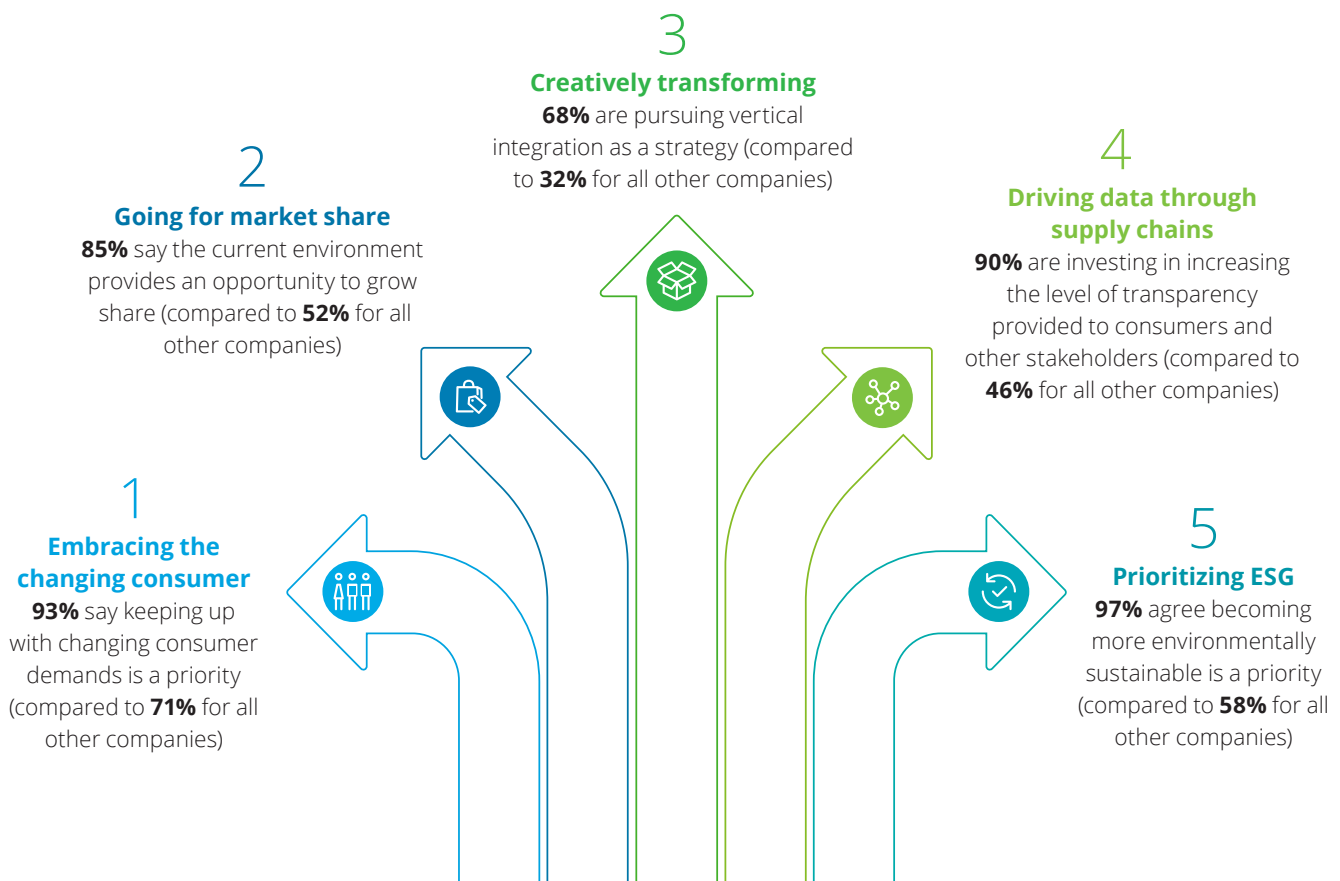 1
Embracing the
changing consumer
93% say keeping up
with changing consumer
demands is a priority
(compared to 71% for all
other companies)
2
Going for market share
85% say the current environment
provides an opportunity to grow
share (compared to 52% for all
other companies)
3
Creatively transforming
68% are pursuing vertical
integration as a strategy (compared
to 32% for all other companies)
4
Driving data through
supply chains
90% are investing in increasing
the level of transparency
provided to consumers and
other stakeholders (compared to
46% for all other companies)
5
Prioritizing ESG
97% agree becoming
more environmentally
sustainable is a priority
(compared to 58% for all
other companies)